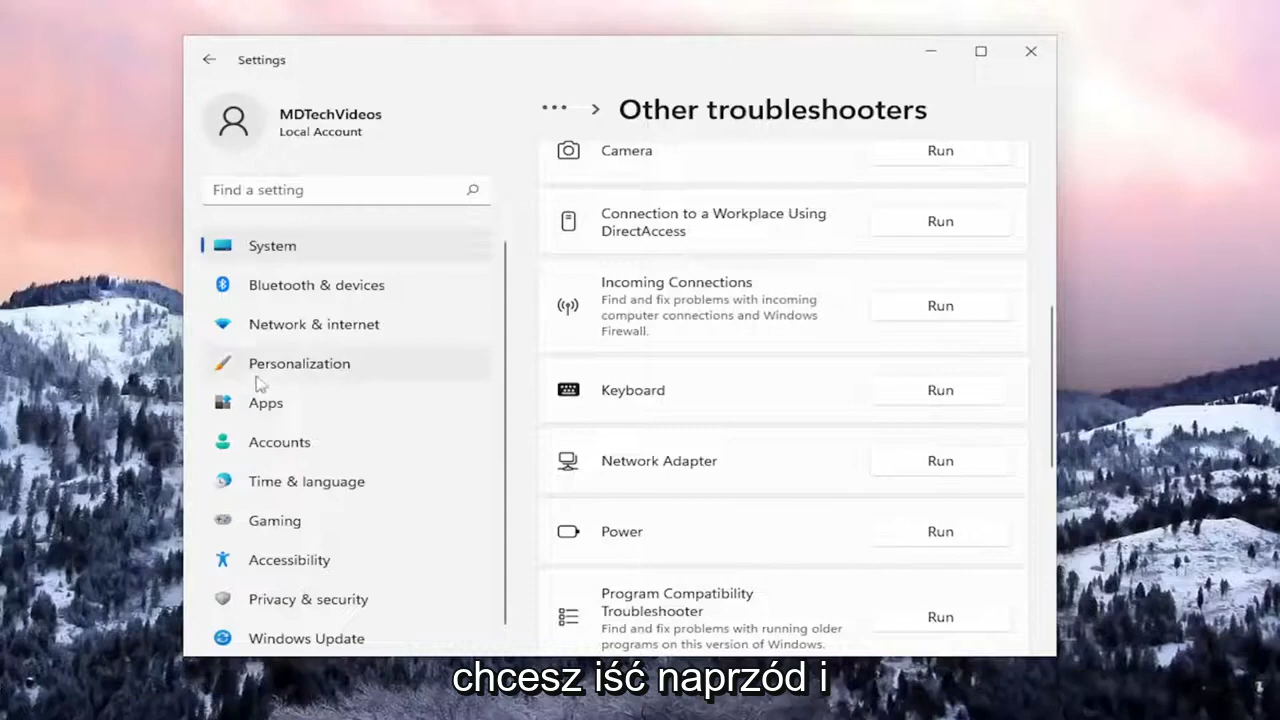 Settings
MDTechVideos
Local Account
Find a setting
System
Bluetooth & devices
Network & internet
Personalization
Apps
Accounts
Time & language
Gaming
Accessibility
Privacy & security
Windows Update
Other troubleshooters
Camera
Run
Connection to a Workplace Using
DirectAccess
Run
Incoming Connections
Find and fix problems with incoming
computer connections and Windows
Firewall.
Run
Keyboard
Run
Network Adapter
Run
Power
Run
Program Compatibility
Troubleshooter
Find and fix problems with running older
programs on this version of Windows.
Run
chcesz iść naprzód i